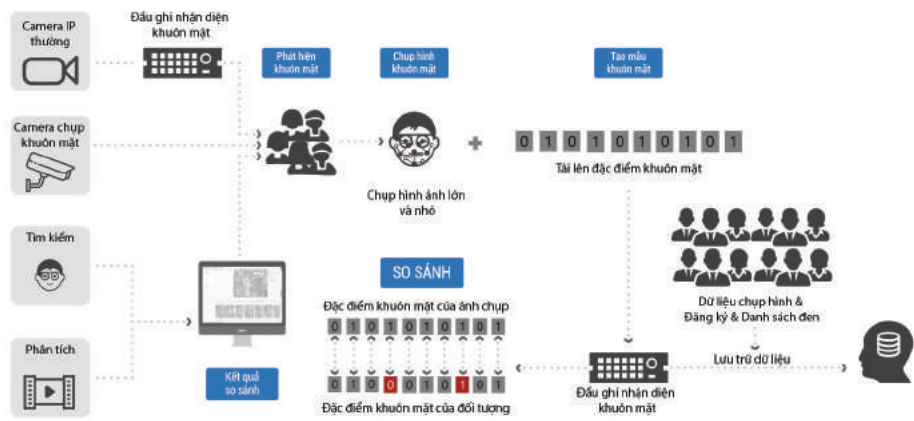 Camera IP
thường
Đầu ghi nhận diện
khuôn mặt
Phát hiện
khuôn mặt
Chụp hình
khuôn mặt
Tạo mẫu
khuôn mặt
Camera chụp
khuôn mặt
0 1 0 1 0 1 0 1 0 1
Tải lên đặc điểm khuôn mặt
Chụp hình ảnh lớn
và nhỏ
Tìm kiếm
SO SÁNH
Đặc điểm khuôn mặt của ảnh chụp
0 1 0 1 0 1 0 1 0 1
Dữ liệu chụp hình &
Đăng ký & Danh sách đen
Phân tích
Kết quả
so sánh
0 1 0 0 0 1 0 1 0 1
Đặc điểm khuôn mặt của đối tượng
Đầu ghi nhận diện
khuôn mặt
Lưu trữ dữ liệu